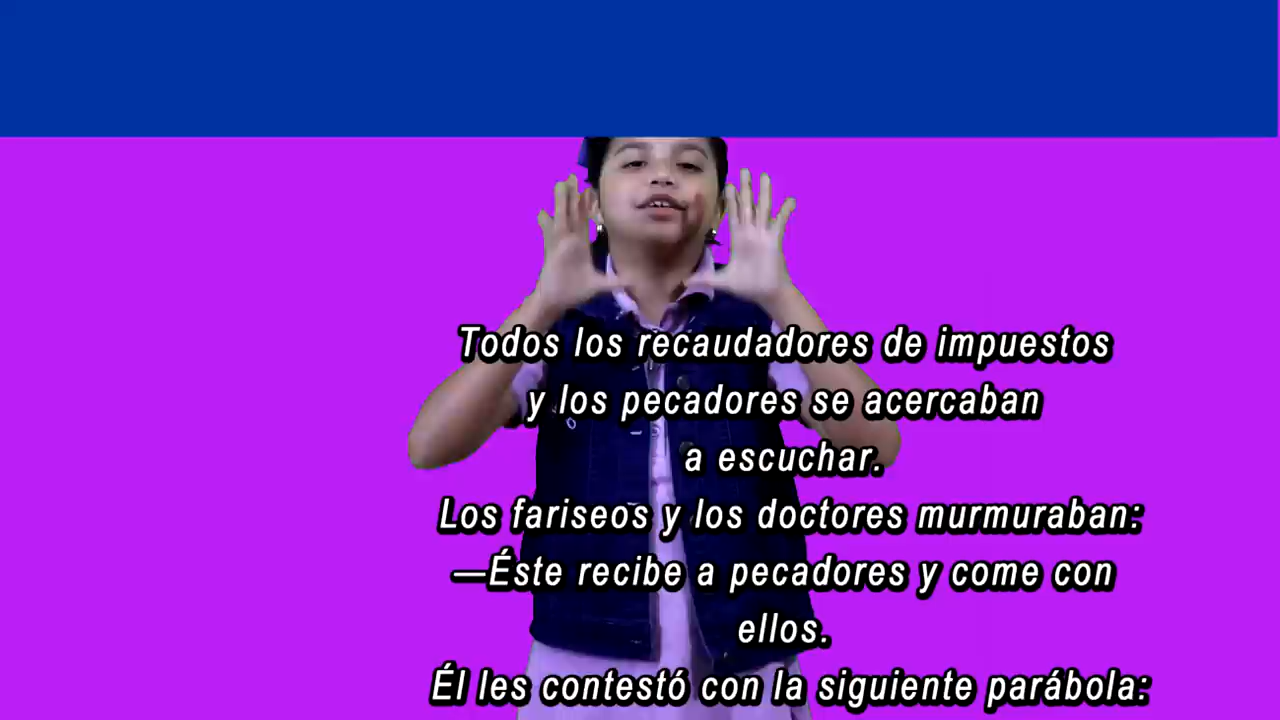 Todos los recaudadores de impuestos
y los pecadores se acercaban
a escuchar.
Los fariseos y los doctores murmuraban:
—Éste recibe a pecadores y come con
ellos.
Él les contestó con la siguiente parábola: